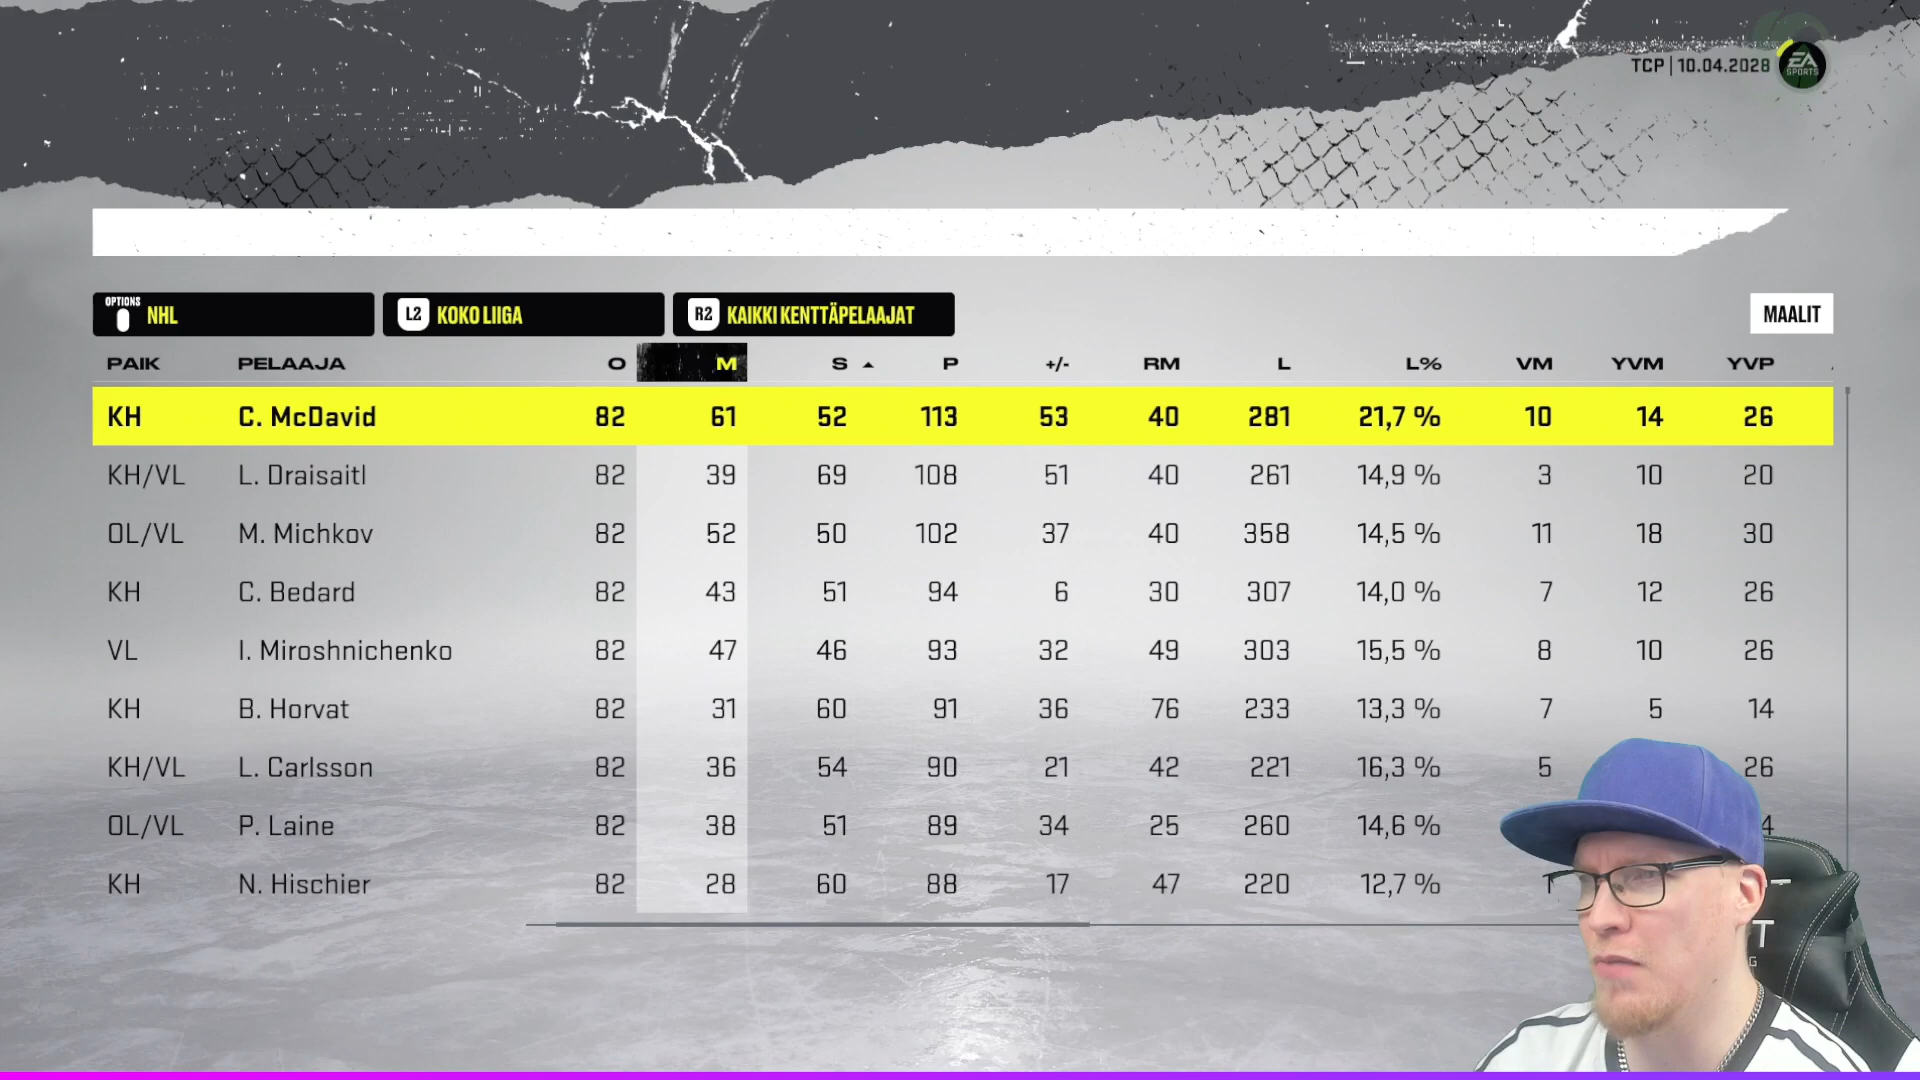 TCP | 10.04.2028 EA SPORTS
OPTIONS NHL L2 KOKO LIIGA R2 KAIKKI KENTTÄPELAAJAT MAALIT
PAIK PELAAJA O M S P +/- RM L L% VM YVM YVP
KH C. McDavid 82 61 52 113 53 40 281 21,7 % 10 14 26
KH/VL L. Draisaitl 82 39 69 108 51 40 261 14,9 % 3 10 20
OL/VL M. Michkov 82 52 50 102 37 40 358 14,5 % 11 18 30
KH C. Bedard 82 43 51 94 6 30 307 14,0 % 7 12 26
VL I. Miroshnichenko 82 47 46 93 32 49 303 15,5 % 8 10 26
KH B. Horvat 82 31 60 91 36 76 233 13,3 % 7 5 14
KH/VL L. Carlsson 82 36 54 90 21 42 221 16,3 % 5 26
OL/VL P. Laine 82 38 51 89 34 25 260 14,6 % 4
KH N. Hischier 82 28 60 88 17 47 220 12,7 %